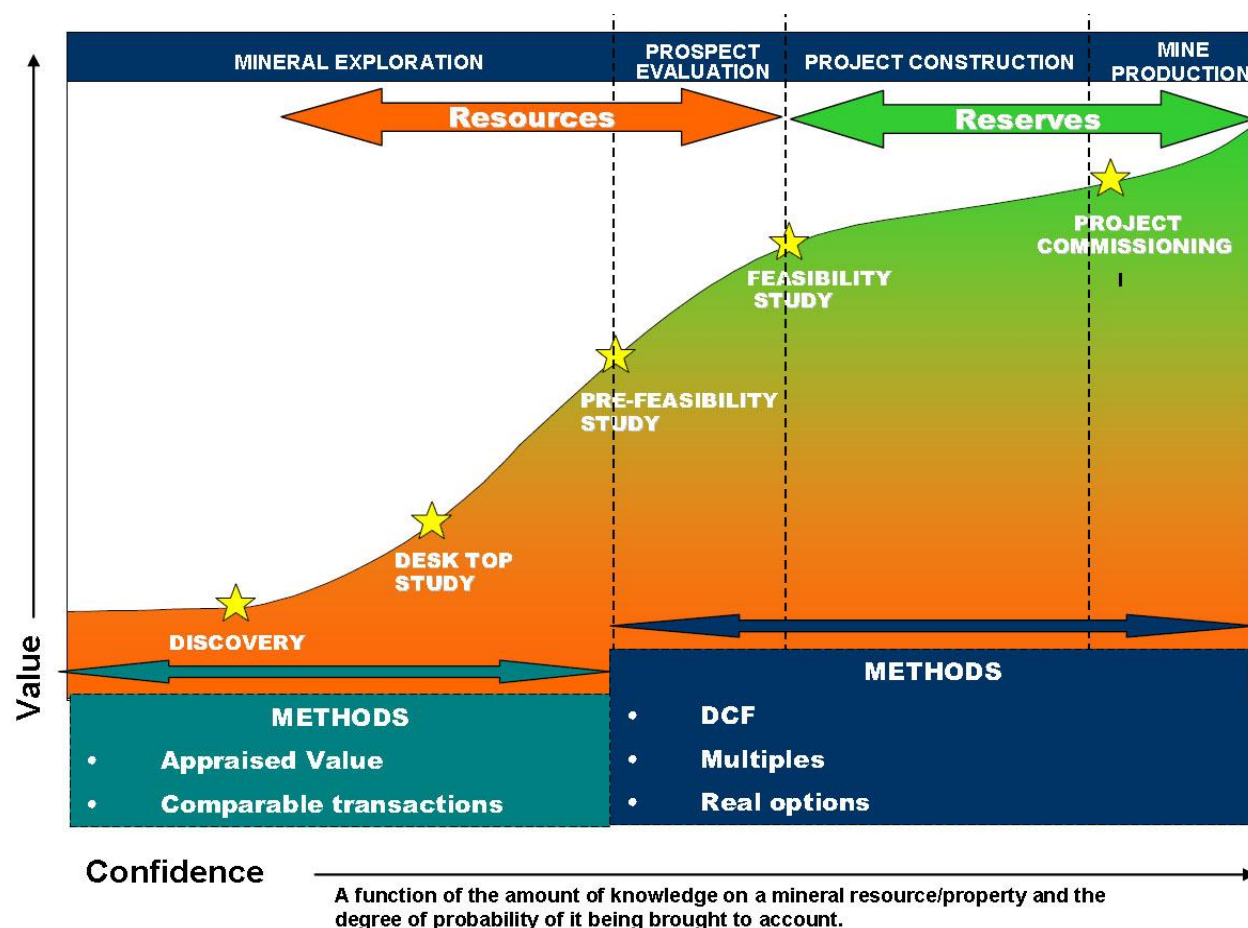 MINERAL EXPLORATION
PROSPECT
EVALUATION
PROJECT CONSTRUCTION
MINE
PRODUCTION
Resources
Reserves
PROJECT
COMMISSIONING
FEASIBILITY
STUDY
PRE-FEASIBILITY
STUDY
DESK TOP
STUDY
DISCOVERY
Value
METHODS
• Appraised Value
• Comparable transactions
METHODS
• DCF
• Multiples
• Real options
Confidence
A function of the amount of knowledge on a mineral resource/property and the
degree of probability of it being brought to account.